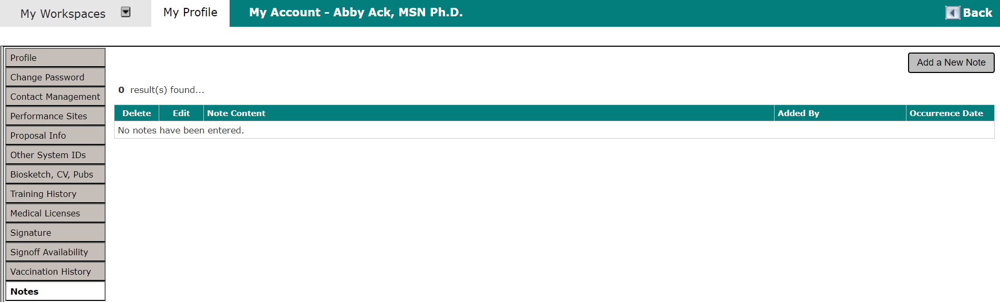 My Workspaces My Profile My Account - Abby Ack, MSN Ph.D. Back
Profile
Change Password
Contact Management
Performance Sites
Proposal Info
Other System IDs
Biosketch, CV, Pubs
Training History
Medical Licenses
Signature
Signoff Availability
Vaccination History
Notes
Add a New Note
0 result(s) found...
Delete Edit Note Content Added By Occurrence Date
No notes have been entered.